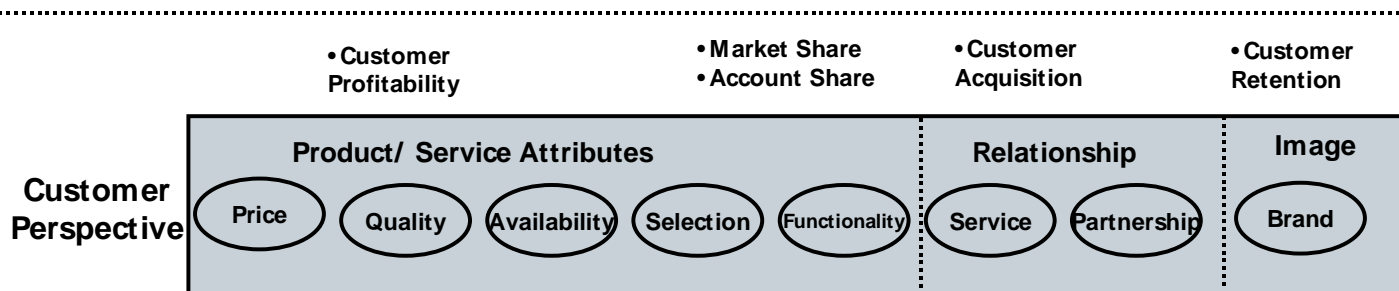 • Customer
Profitability
• Market Share
• Account Share
• Customer
Acquisition
• Customer
Retention
Product/ Service Attributes
Relationship
Image
Customer
Perspective
Price
Quality
Availability
Selection
Functionality
Service
Partnership
Brand